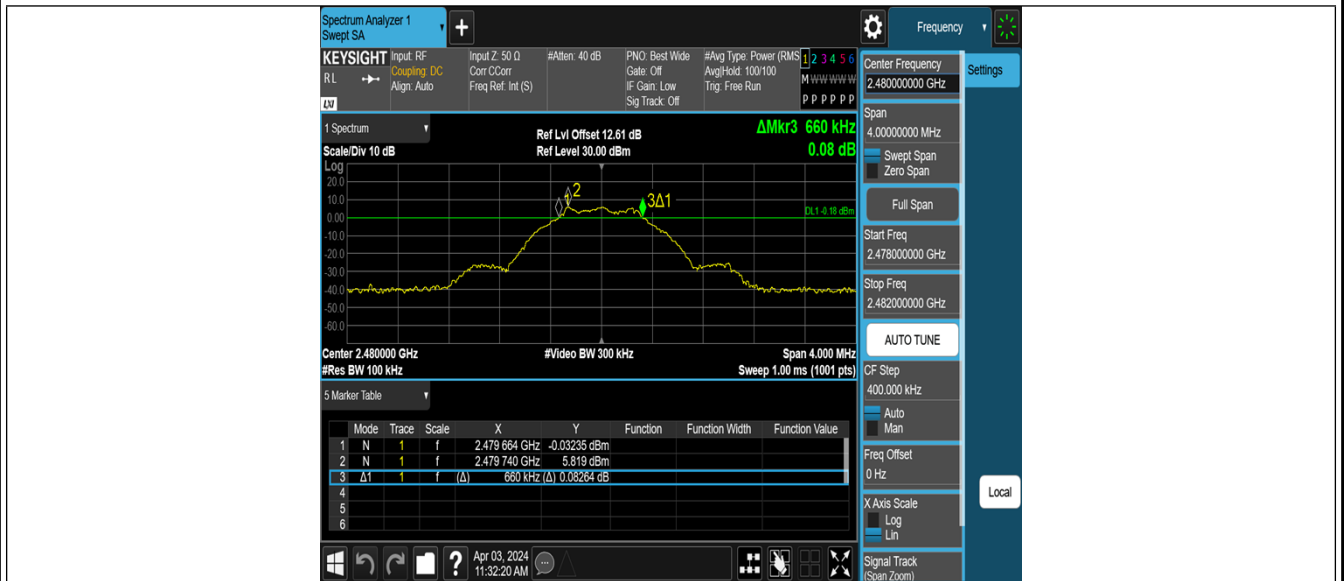 Spectrum Analyzer 1
Swept SA
+
Frequency
KEYSIGHT
RL
LXI
Input: RF
Coupling: DC
Align: Auto
Input Z: 50 Ω
Corr CCorr
Freq Ref: Int (S)
#Atten: 40 dB
PNO: Best Wide
Gate: Off
IF Gain: Low
Sig Track: Off
#Avg Type: Power (RMS
Avg|Hold: 100/100
Trig: Free Run
1 2 3 4 5 6
M W W W W W
P P P P P P
1 Spectrum
Scale/Div 10 dB
Ref Lvl Offset 12.61 dB
Ref Level 30.00 dBm
ΔMkr3 660 kHz
0.08 dB
Log
20.0
10.0
0.00
-10.0
-20.0
-30.0
-40.0
-50.0
-60.0
1
2
3Δ1
DL1 -0.18 dBm
Center 2.480000 GHz
#Video BW 300 kHz
Span 4.000 MHz
#Res BW 100 kHz
Sweep 1.00 ms (1001 pts)
5 Marker Table
Mode Trace Scale X Y Function Function Width Function Value
1 N 1 f 2.479 664 GHz -0.03235 dBm
2 N 1 f 2.479 740 GHz 5.819 dBm
3 Δ1 1 f (Δ) 660 kHz (Δ) 0.08264 dB
4
5
6
?
Apr 03, 2024
11:32:20 AM
Center Frequency
2.480000000 GHz
Settings
Span
4.00000000 MHz
Swept Span
Zero Span
Full Span
Start Freq
2.478000000 GHz
Stop Freq
2.482000000 GHz
AUTO TUNE
CF Step
400.000 kHz
Auto
Man
Freq Offset
0 Hz
X Axis Scale
Log
Lin
Signal Track
(Span Zoom)
Local